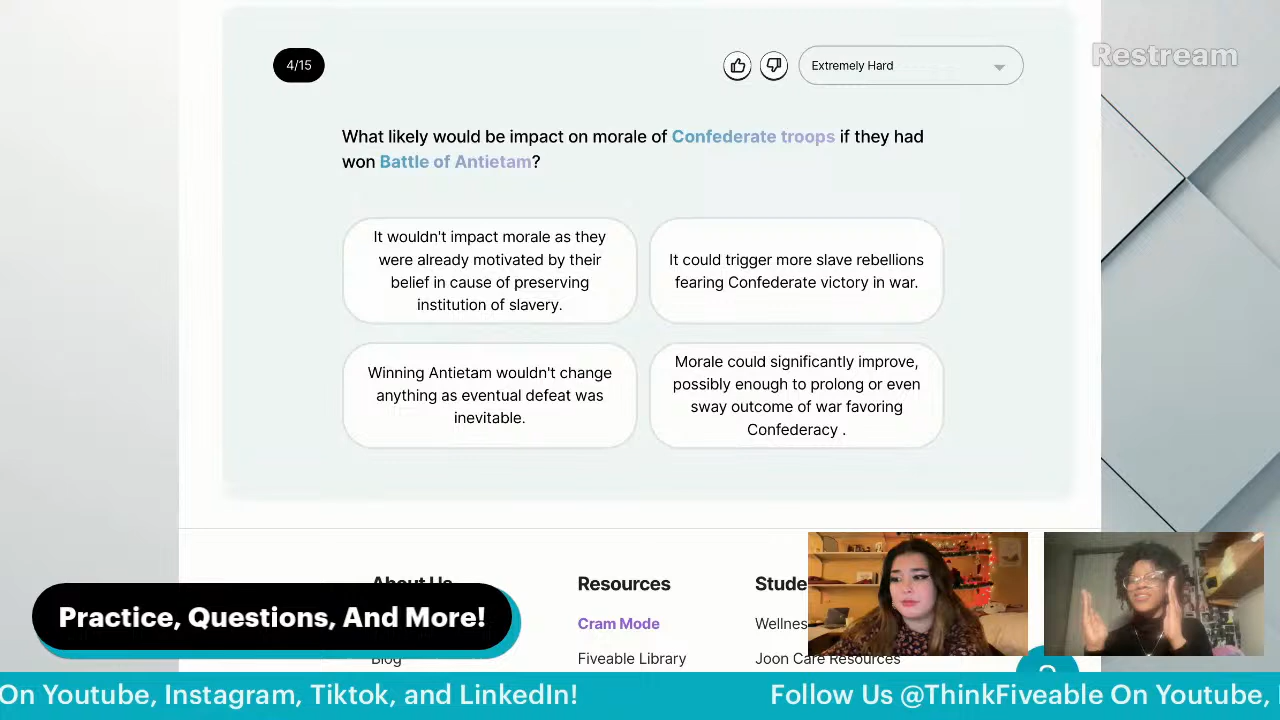 4/15
Extremely Hard
Restream
What likely would be impact on morale of Confederate troops if they had
won Battle of Antietam?
It wouldn't impact morale as they
were already motivated by their
belief in cause of preserving
institution of slavery.
It could trigger more slave rebellions
fearing Confederate victory in war.
Winning Antietam wouldn't change
anything as eventual defeat was
inevitable.
Morale could significantly improve,
possibly enough to prolong or even
sway outcome of war favoring
Confederacy .
About Us
Resources
Stude
Practice, Questions, And More!
Cram Mode
Wellnes
Blog
Fiveable Library
Joon Care Resources
?
On Youtube, Instagram, Tiktok, and LinkedIn!
Follow Us @ThinkFiveable On Youtube,